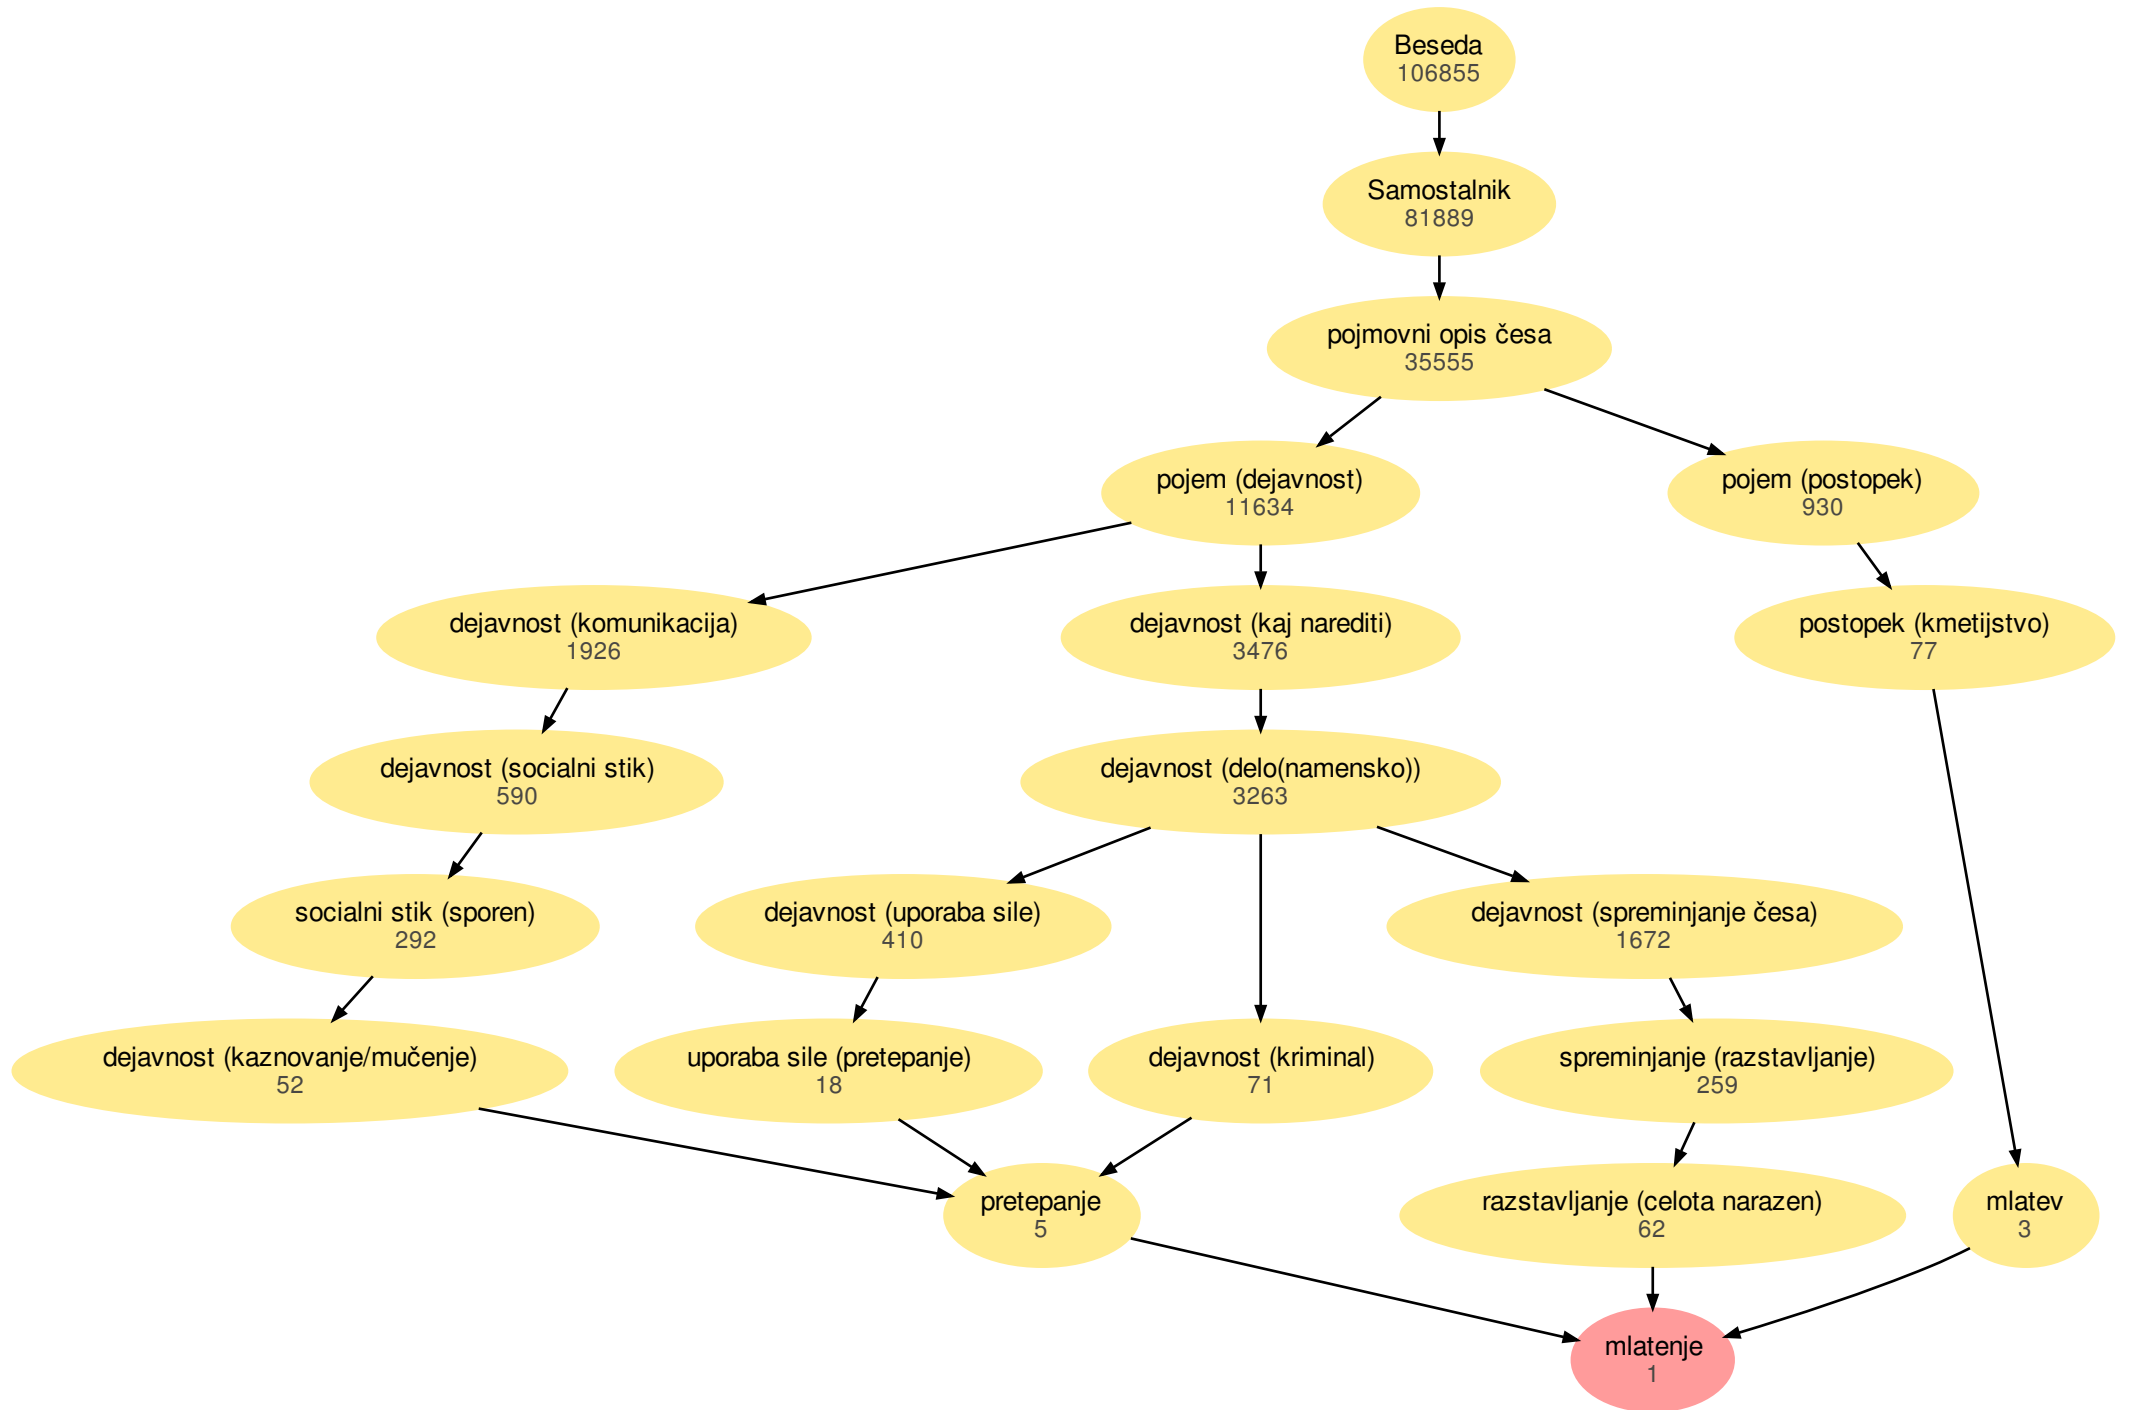 Beseda
106855
Samostalnik
81889
pojmovni opis česa
35555
pojem (dejavnost)
11634
pojem (postopek)
930
dejavnost (komunikacija)
1926
dejavnost (kaj narediti)
3476
postopek (kmetijstvo)
77
dejavnost (socialni stik)
590
dejavnost (delo(namensko))
3263
socialni stik (sporen)
292
dejavnost (uporaba sile)
410
dejavnost (spreminjanje česa)
1672
dejavnost (kaznovanje/mučenje)
52
uporaba sile (pretepanje)
18
dejavnost (kriminal)
71
spreminjanje (razstavljanje)
259
pretepanje
5
razstavljanje (celota narazen)
62
mlatev
3
mlatenje
1